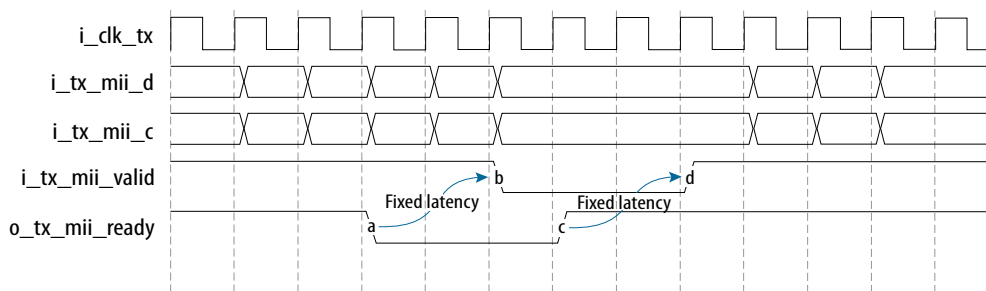 i_clk_tx
i_tx_mii_d
i_tx_mii_c
i_tx_mii_valid
b
d
Fixed latency
Fixed latency
o_tx_mii_ready
a
c